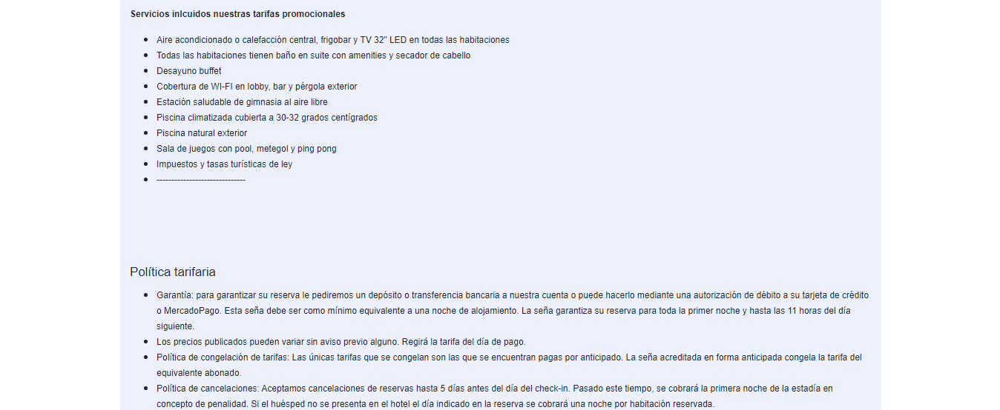 Servicios inlcuidos nuestras tarifas promocionales
Aire acondicionado o calefacción central, frigobar y TV 32" LED en todas las habitaciones
Todas las habitaciones tienen baño en suite con amenities y secador de cabello
Desayuno buffet
Cobertura de WI-FI en lobby, bar y pérgola exterior
Estación saludable de gimnasia al aire libre
Piscina climatizada cubierta a 30-32 grados centígrados
Piscina natural exterior
Sala de juegos con pool, metegol y ping pong
Impuestos y tasas turísticas de ley
------------------------------
Política tarifaria
Garantía: para garantizar su reserva le pediremos un depósito o transferencia bancaria a nuestra cuenta o puede hacerlo mediante una autorización de débito a su tarjeta de crédito
o MercadoPago. Esta seña debe ser como mínimo equivalente a una noche de alojamiento. La seña garantiza su reserva para toda la primer noche y hasta las 11 horas del día
siguiente.
Los precios publicados pueden variar sin aviso previo alguno. Regirá la tarifa del día de pago.
Política de congelación de tarifas: Las únicas tarifas que se congelan son las que se encuentran pagas por anticipado. La seña acreditada en forma anticipada congela la tarifa del
equivalente abonado.
Política de cancelaciones: Aceptamos cancelaciones de reservas hasta 5 días antes del día del check-in. Pasado este tiempo, se cobrará la primera noche de la estadía en
concepto de penalidad. Si el huésped no se presenta en el hotel el día indicado en la reserva se cobrará una noche por habitación reservada.